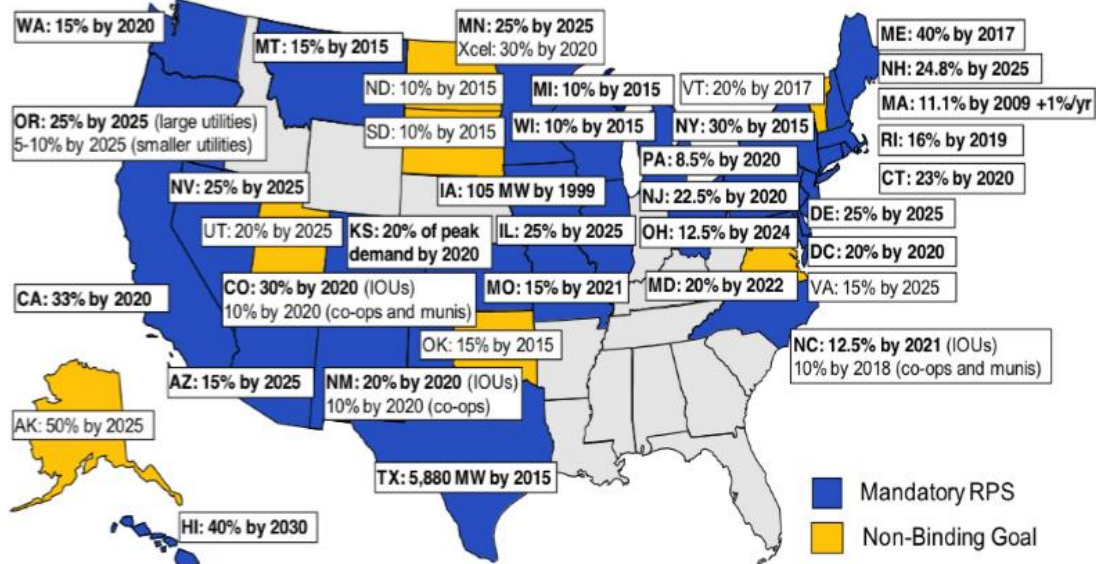 WA: 15% by 2020
MT: 15% by 2015
MN: 25% by 2025
Xcel: 30% by 2020
ME: 40% by 2017
NH: 24.8% by 2025
ND: 10% by 2015
MI: 10% by 2015
VT: 20% by 2017
MA: 11.1% by 2009 +1%/yr
OR: 25% by 2025 (large utilities)
5-10% by 2025 (smaller utilities)
SD: 10% by 2015
WI: 10% by 2015
NY: 30% by 2015
RI: 16% by 2019
PA: 8.5% by 2020
CT: 23% by 2020
NV: 25% by 2025
IA: 105 MW by 1999
NJ: 22.5% by 2020
DE: 25% by 2025
UT: 20% by 2025
KS: 20% of peak
demand by 2020
IL: 25% by 2025
OH: 12.5% by 2024
DC: 20% by 2020
CA: 33% by 2020
CO: 30% by 2020 (IOUs)
10% by 2020 (co-ops and munis)
MO: 15% by 2021
MD: 20% by 2022
VA: 15% by 2025
OK: 15% by 2015
NC: 12.5% by 2021 (IOUs)
10% by 2018 (co-ops and munis)
AZ: 15% by 2025
NM: 20% by 2020 (IOUs)
10% by 2020 (co-ops)
AK: 50% by 2025
TX: 5,880 MW by 2015
HI: 40% by 2030
Mandatory RPS
Non-Binding Goal